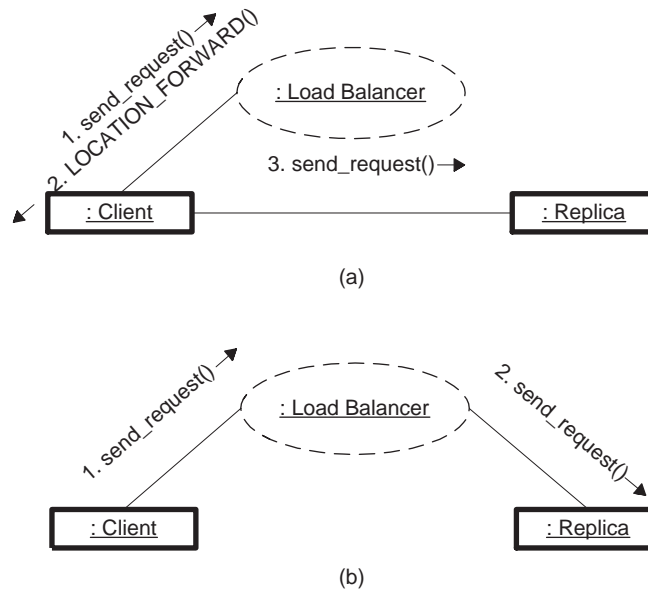 1. send_request()
2. LOCATION_FORWARD()
: Load Balancer
3. send_request()
: Client
: Replica
(a)
1. send_request()
: Load Balancer
2. send_request()
: Client
: Replica
(b)